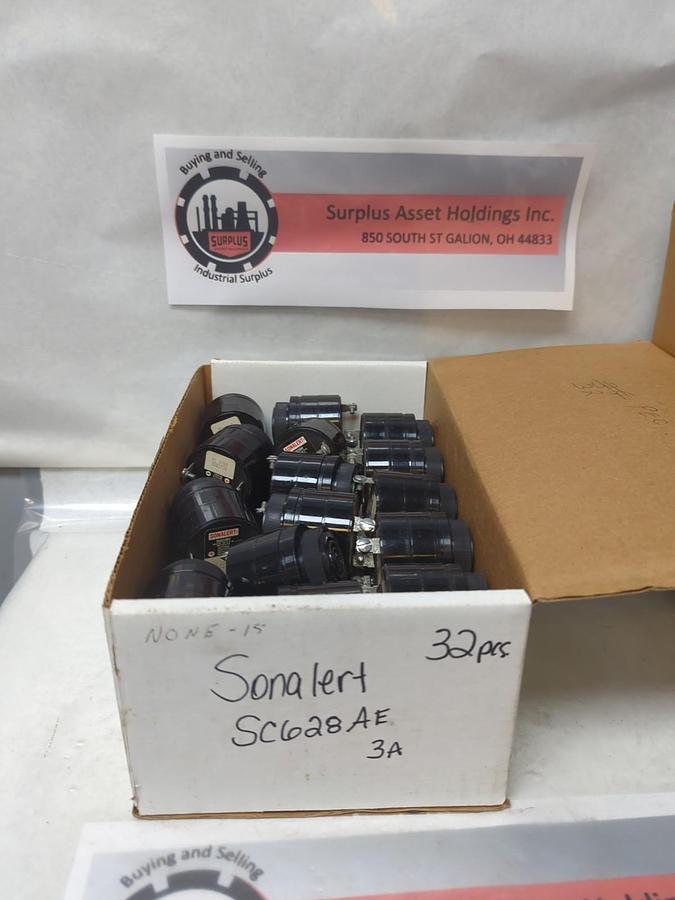 Buying and Selling
Surplus Asset Holdings Inc.
850 SOUTH ST GALION, OH 44833
SURPLUS
Industrial Surplus
SONALERT
SONALERT
NONE-15
32pcs
Sonalert
SC628AE
3A
Buying and Selling